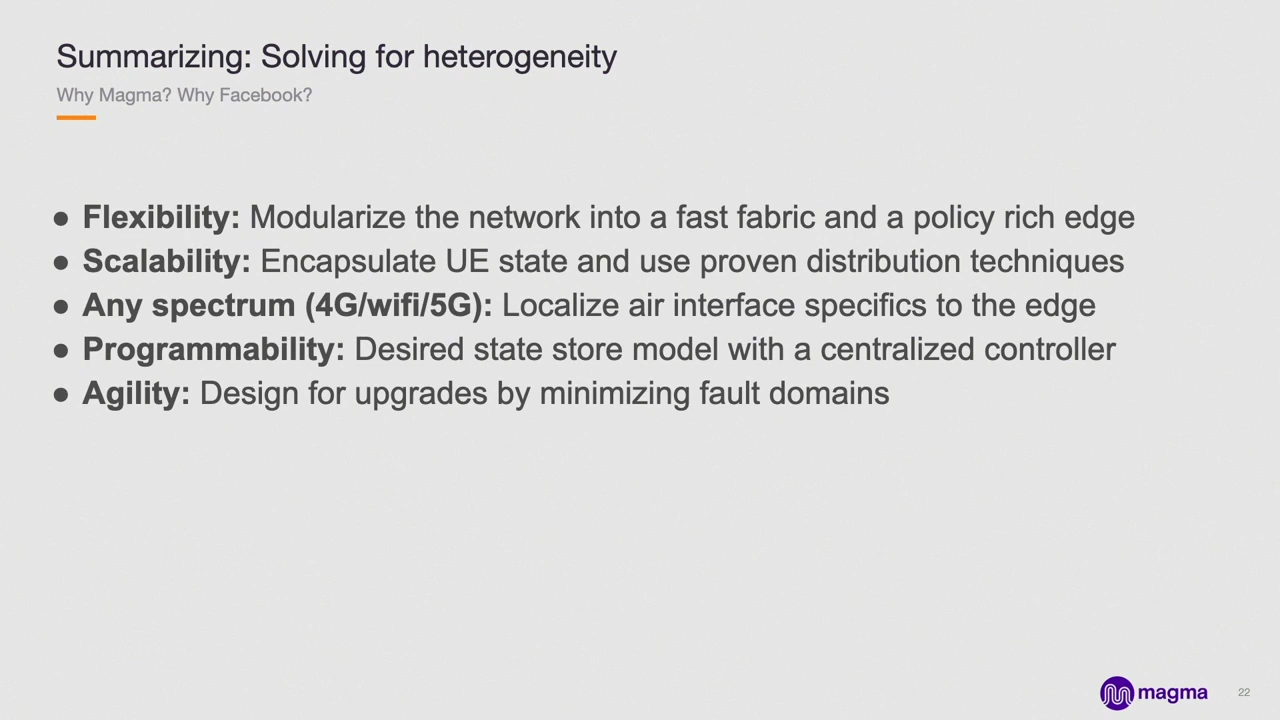 Summarizing: Solving for heterogeneity
Why Magma? Why Facebook?
● Flexibility: Modularize the network into a fast fabric and a policy rich edge
● Scalability: Encapsulate UE state and use proven distribution techniques
● Any spectrum (4G/wifi/5G): Localize air interface specifics to the edge
● Programmability: Desired state store model with a centralized controller
● Agility: Design for upgrades by minimizing fault domains
magma
22